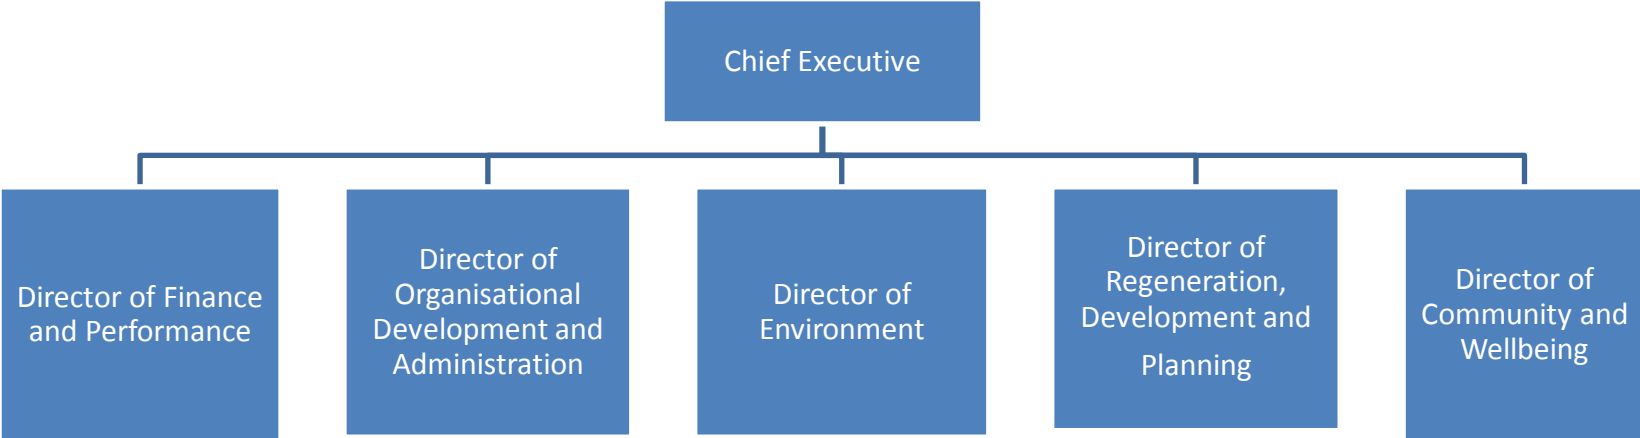 Chief Executive
Director of Finance
and Performance
Director of
Organisational
Development and
Administration
Director of
Environment
Director of
Regeneration,
Development and
Planning
Director of
Community and
Wellbeing